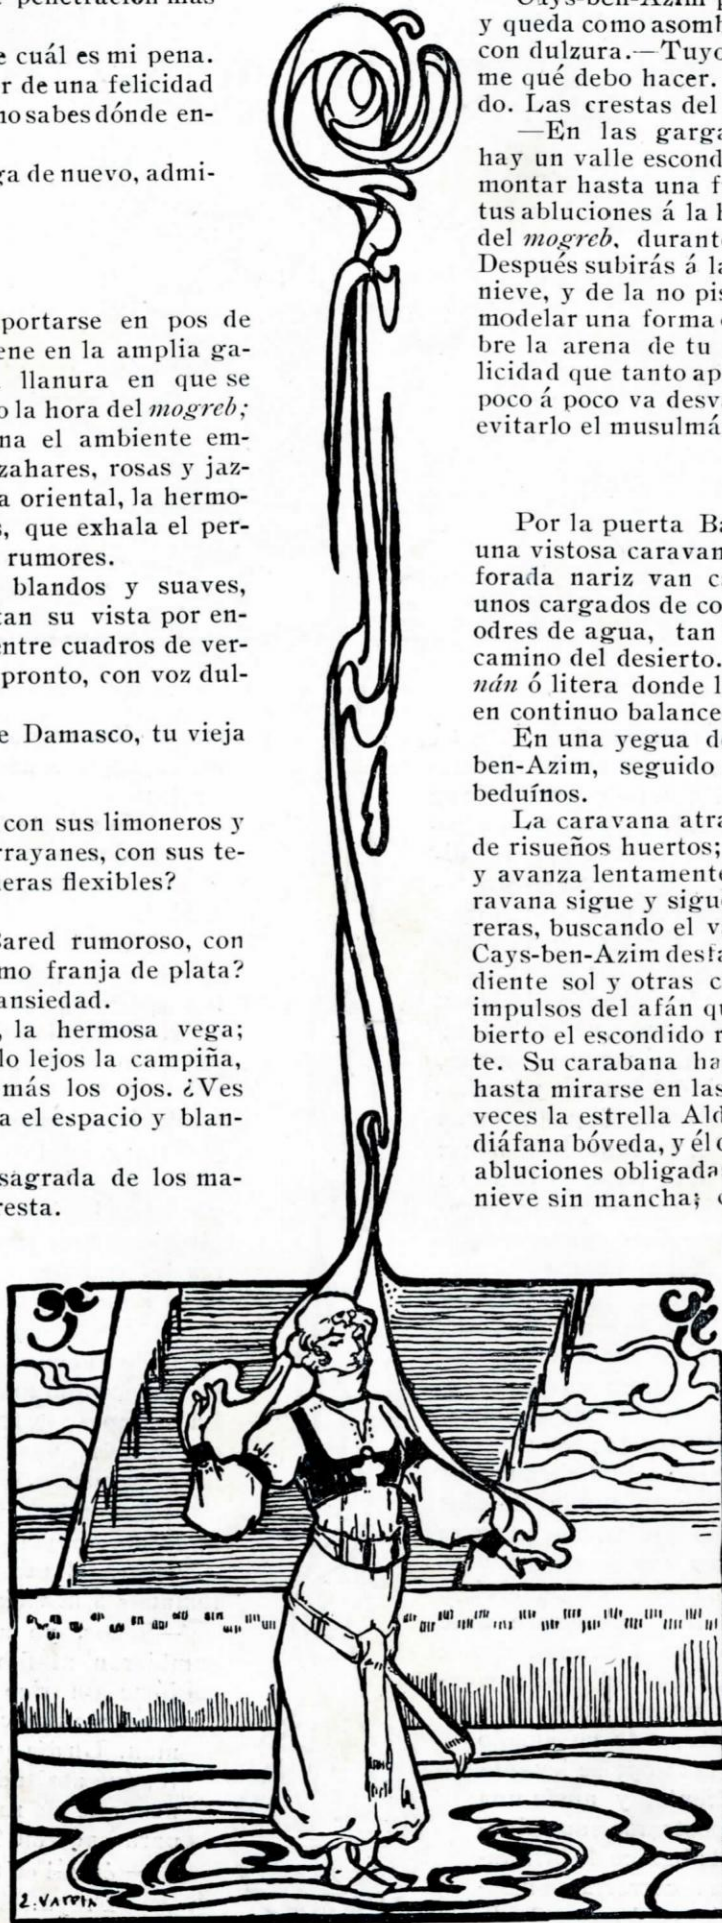 penetración más
e cuál es mi pena.
r de una felicidad
no sabes dónde en-
ga de nuevo, admi-
portarse en pos de
ene en la amplia ga-
llanura en que se
o la hora del mogreb;
na el ambiente em-
zahares, rosas y jaz-
a oriental, la hermo-
s, que exhala el per-
rumores.
blandos y suaves,
tan su vista por en-
entre cuadros de ver-
pronto, con voz dul-
e Damasco, tu vieja
con sus limoneros y
rrayanes, con sus te-
eras flexibles?
Bared rumoroso, con
mo franja de plata?
ansiedad.
, la hermosa vega;
lo lejos la campiña,
más los ojos. ¿Ves
a el espacio y blan-
sagrada de los ma-
resta.
Cays-ben-Azim p
y queda como asomb
con dulzura.—Tuyo
me qué debo hacer.
do. Las crestas del
—En las garga
hay un valle escond
montar hasta una f
tus abluciones á la h
del mogreb, durant
Después subirás á la
nieve, y de la no pis
modelar una forma
bre la arena de tu
licidad que tanto ap
poco á poco va desv
evitarlo el musulmá
Por la puerta Ba
una vistosa caravan
forada nariz van c
unos cargados de co
odres de agua, tan
camino del desierto.
nán ó litera donde l
en continuo balance
En una yegua d
ben-Azim, seguido
beduínos.
La caravana atra
de risueños huertos;
y avanza lentamente
ravana sigue y sigue
reras, buscando el v
Cays-ben-Azim desta
diente sol y otras c
impulsos del afán qu
bierto el escondido r
te. Su carabana ha
hasta mirarse en las
veces la estrella Ald
diáfana bóveda, y él c
abluciones obligada
nieve sin mancha;